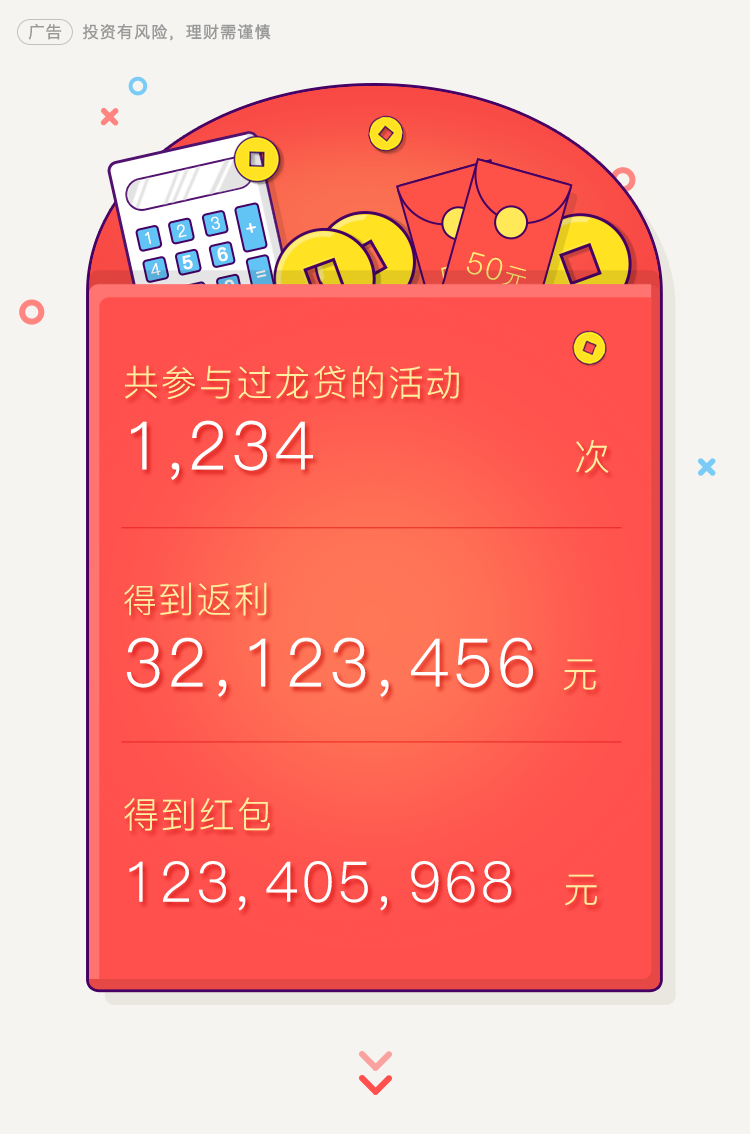 广告 投资有风险，理财需谨慎
1 2 3 +
4 5 6
=
50元
共参与过龙贷的活动
1,234 次
得到返利
32,123,456 元
得到红包
123,405,968 元